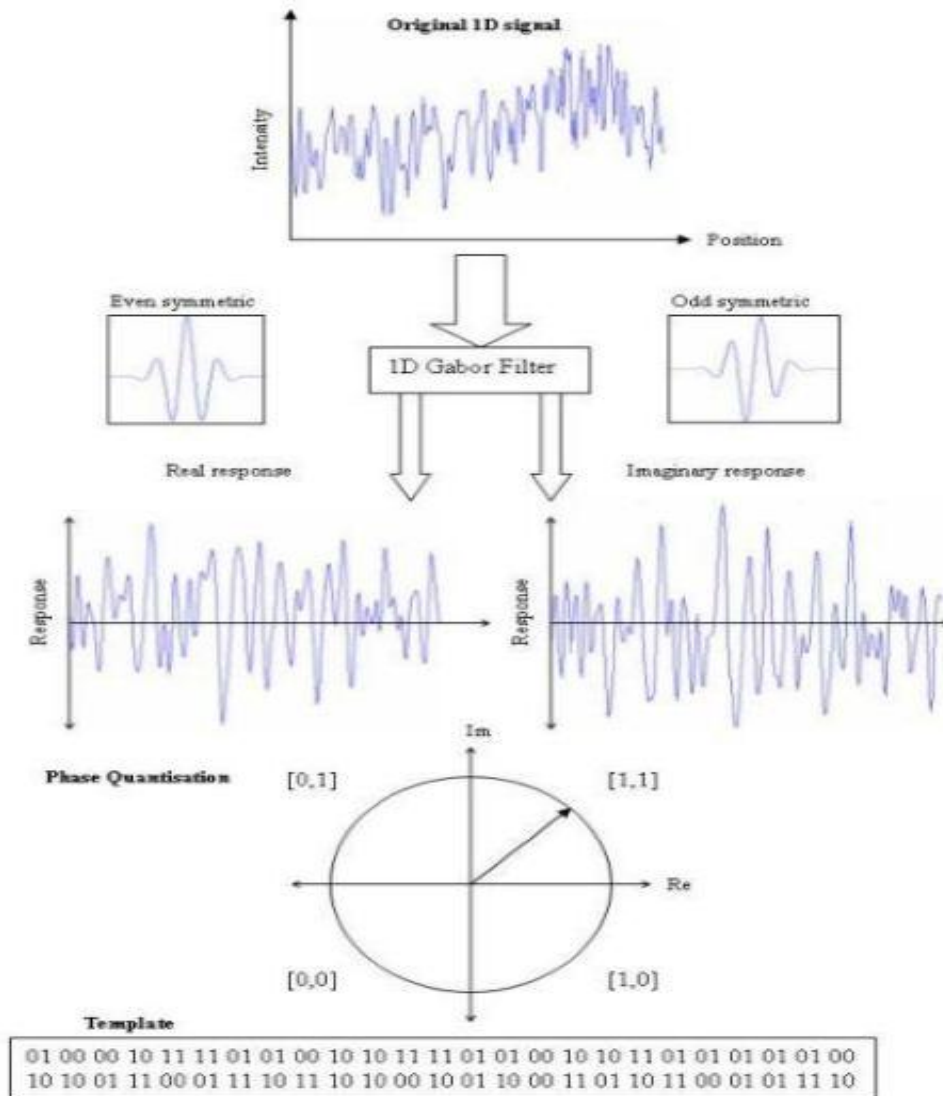 Original 1D signal
Intensity
Position
Even symmetric
Odd symmetric
1D Gabor Filter
Real response
Imaginary response
Response
Response
Im
Phase Quantisation
[0,1]
[1,1]
Re
[0,0]
[1,0]
Template
01 00 00 10 11 11 01 01 00 10 10 11 11 01 01 00 10 10 11 01 01 01 01 01 00
10 10 01 11 00 01 11 10 11 10 10 00 10 01 10 00 11 01 10 11 00 01 01 11 10